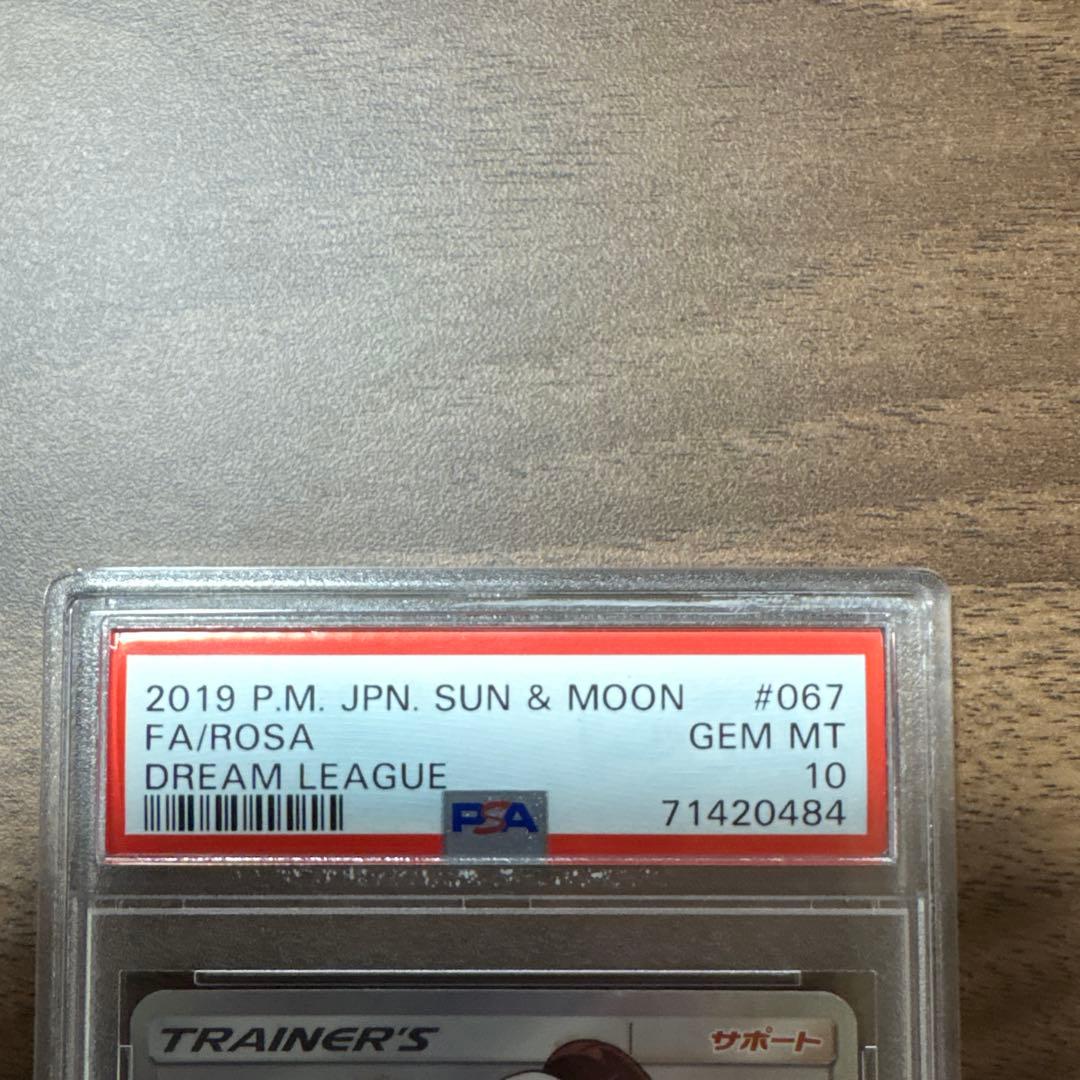 2019 P.M. JPN. SUN & MOON #067
FA/ROSA GEM MT
DREAM LEAGUE 10
PSA 71420484
TRAINER'S サポート